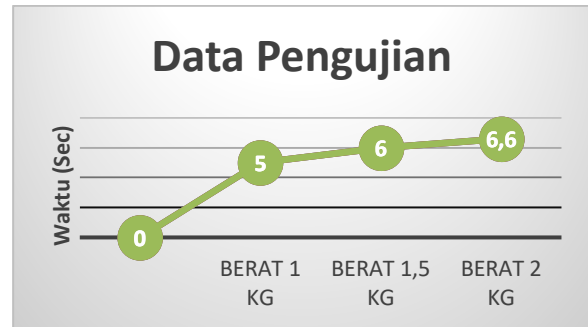 Data Pengujian
Waktu (Sec)
0
5
6
6,6
BERAT 1
KG
BERAT 1,5
KG
BERAT 2
KG